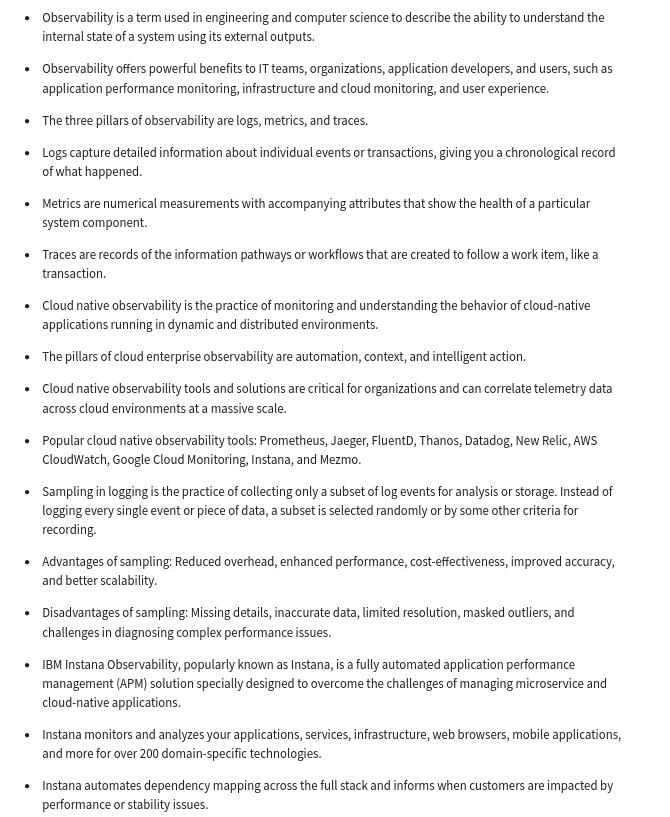 • Observability is a term used in engineering and computer science to describe the ability to understand the
internal state of a system using its external outputs.
• Observability offers powerful benefits to IT teams, organizations, application developers, and users, such as
application performance monitoring, infrastructure and cloud monitoring, and user experience.
• The three pillars of observability are logs, metrics, and traces.
• Logs capture detailed information about individual events or transactions, giving you a chronological record
of what happened.
• Metrics are numerical measurements with accompanying attributes that show the health of a particular
system component.
• Traces are records of the information pathways or workflows that are created to follow a work item, like a
transaction.
• Cloud native observability is the practice of monitoring and understanding the behavior of cloud-native
applications running in dynamic and distributed environments.
• The pillars of cloud enterprise observability are automation, context, and intelligent action.
• Cloud native observability tools and solutions are critical for organizations and can correlate telemetry data
across cloud environments at a massive scale.
• Popular cloud native observability tools: Prometheus, Jaeger, FluentD, Thanos, Datadog, New Relic, AWS
CloudWatch, Google Cloud Monitoring, Instana, and Mezmo.
• Sampling in logging is the practice of collecting only a subset of log events for analysis or storage. Instead of
logging every single event or piece of data, a subset is selected randomly or by some other criteria for
recording.
• Advantages of sampling: Reduced overhead, enhanced performance, cost-effectiveness, improved accuracy,
and better scalability.
• Disadvantages of sampling: Missing details, inaccurate data, limited resolution, masked outliers, and
challenges in diagnosing complex performance issues.
• IBM Instana Observability, popularly known as Instana, is a fully automated application performance
management (APM) solution specially designed to overcome the challenges of managing microservice and
cloud-native applications.
• Instana monitors and analyzes your applications, services, infrastructure, web browsers, mobile applications,
and more for over 200 domain-specific technologies.
• Instana automates dependency mapping across the full stack and informs when customers are impacted by
performance or stability issues.